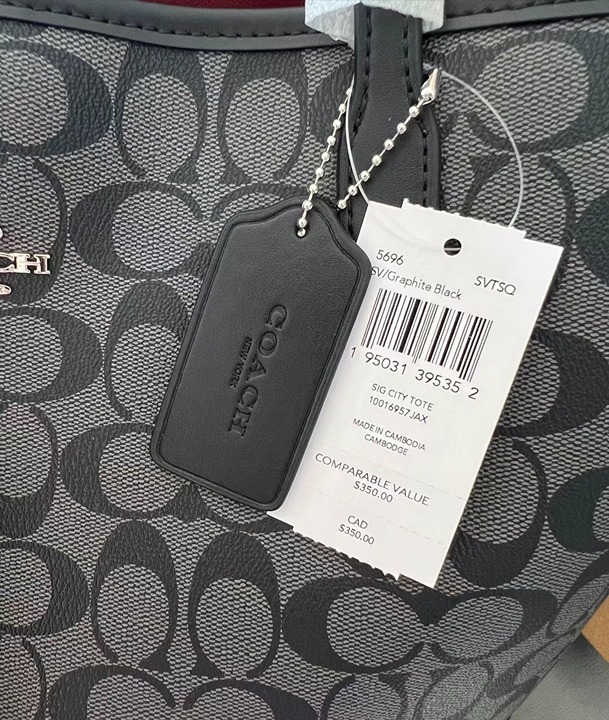 COACH
NEW YORK
5696
SV/Graphite Black
SVTSQ
1 95031 39535 2
SIG CITY TOTE
10016957JAX
MADE IN CAMBODIA
CAMBODGE
COMPARABLE VALUE
$350.00
CAD
$350.00